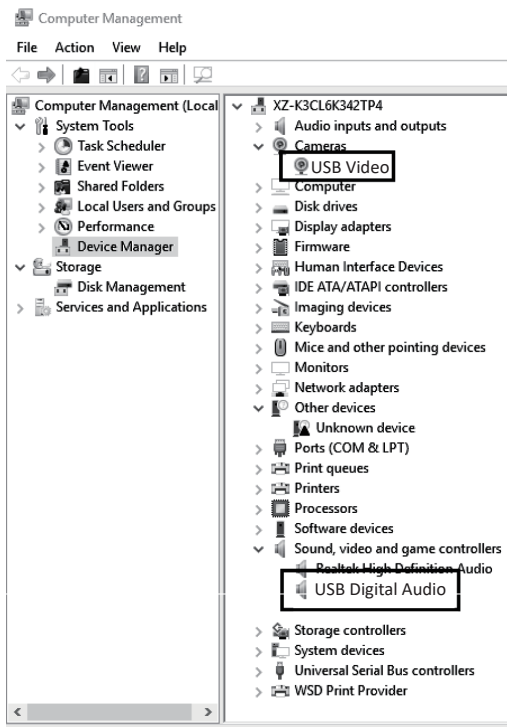 Computer Management
File Action View Help
Computer Management (Local
System Tools
Task Scheduler
Event Viewer
Shared Folders
Local Users and Groups
Performance
Device Manager
Storage
Disk Management
Services and Applications
XZ-K3CL6K342TP4
Audio inputs and outputs
Cameras
USB Video
Computer
Disk drives
Display adapters
Firmware
Human Interface Devices
IDE ATA/ATAPI controllers
Imaging devices
Keyboards
Mice and other pointing devices
Monitors
Network adapters
Other devices
Unknown device
Ports (COM & LPT)
Print queues
Printers
Processors
Software devices
Sound, video and game controllers
Realtek High Definition Audio
USB Digital Audio
Storage controllers
System devices
Universal Serial Bus controllers
WSD Print Provider